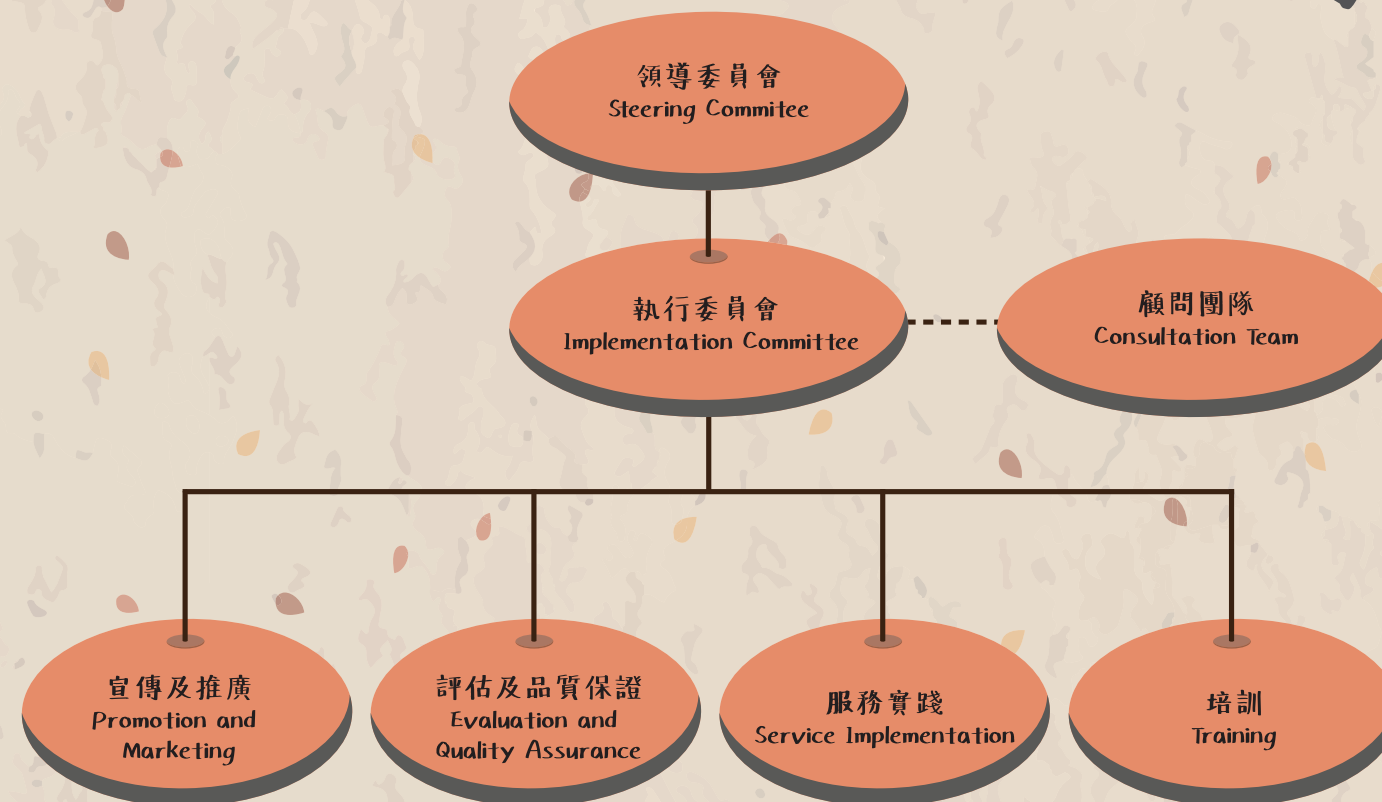 領導委員會
Steering Commitee
執行委員會
Implementation Committee
顧問團隊
Consultation Team
宣傳及推廣
Promotion and
Marketing
評估及品質保證
Evaluation and
Quality Assurance
服務實踐
Service Implementation
培訓
Training